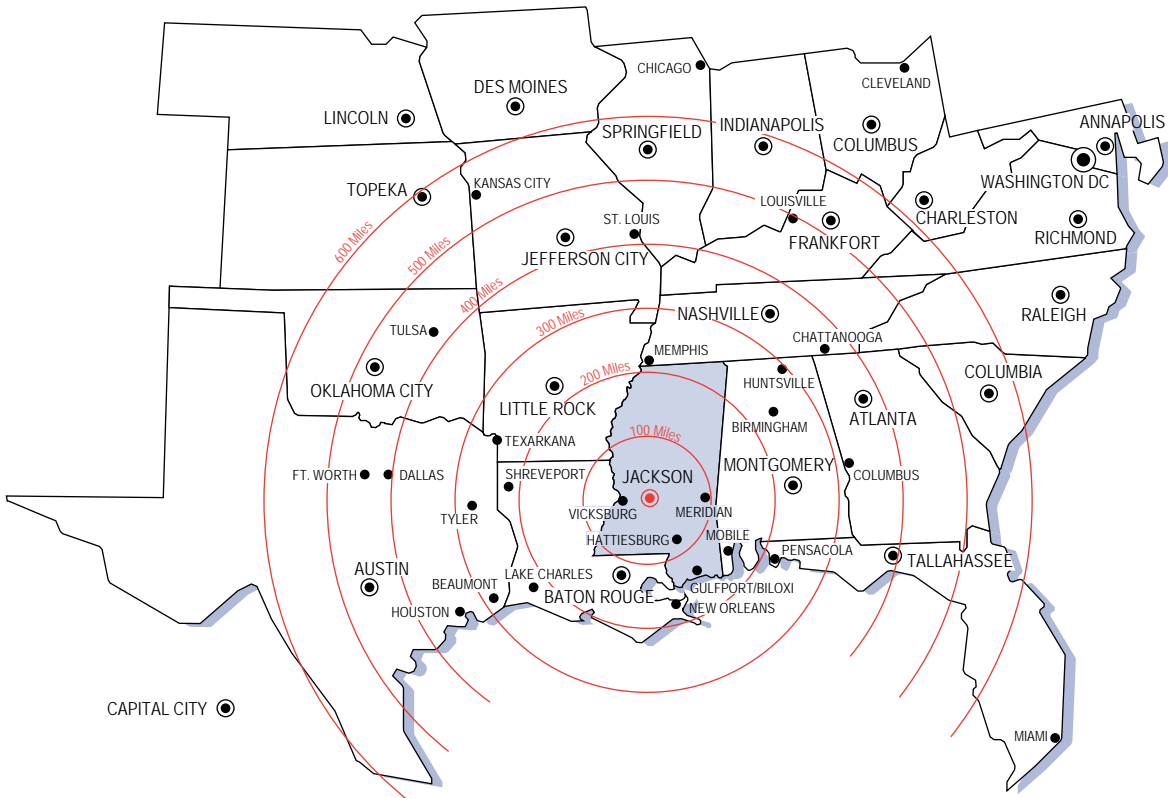 CHICAGO
CLEVELAND
DES MOINES
LINCOLN
SPRINGFIELD
INDIANAPOLIS
COLUMBUS
ANNAPOLIS
WASHINGTON DC
TOPEKA
KANSAS CITY
LOUISVILLE
ST. LOUIS
CHARLESTON
FRANKFORT
RICHMOND
JEFFERSON CITY
600 Miles
500 Miles
400 Miles
300 Miles
200 Miles
100 Miles
RALEIGH
NASHVILLE
TULSA
CHATTANOOGA
MEMPHIS
OKLAHOMA CITY
LITTLE ROCK
HUNTSVILLE
COLUMBIA
ATLANTA
BIRMINGHAM
TEXARKANA
FT. WORTH
DALLAS
SHREVEPORT
JACKSON
MONTGOMERY
COLUMBUS
TYLER
VICKSBURG
MERIDIAN
HATTIESBURG
MOBILE
PENSACOLA
TALLAHASSEE
AUSTIN
BEAUMONT
LAKE CHARLES
BATON ROUGE
GULFPORT/BILOXI
HOUSTON
NEW ORLEANS
CAPITAL CITY
MIAMI